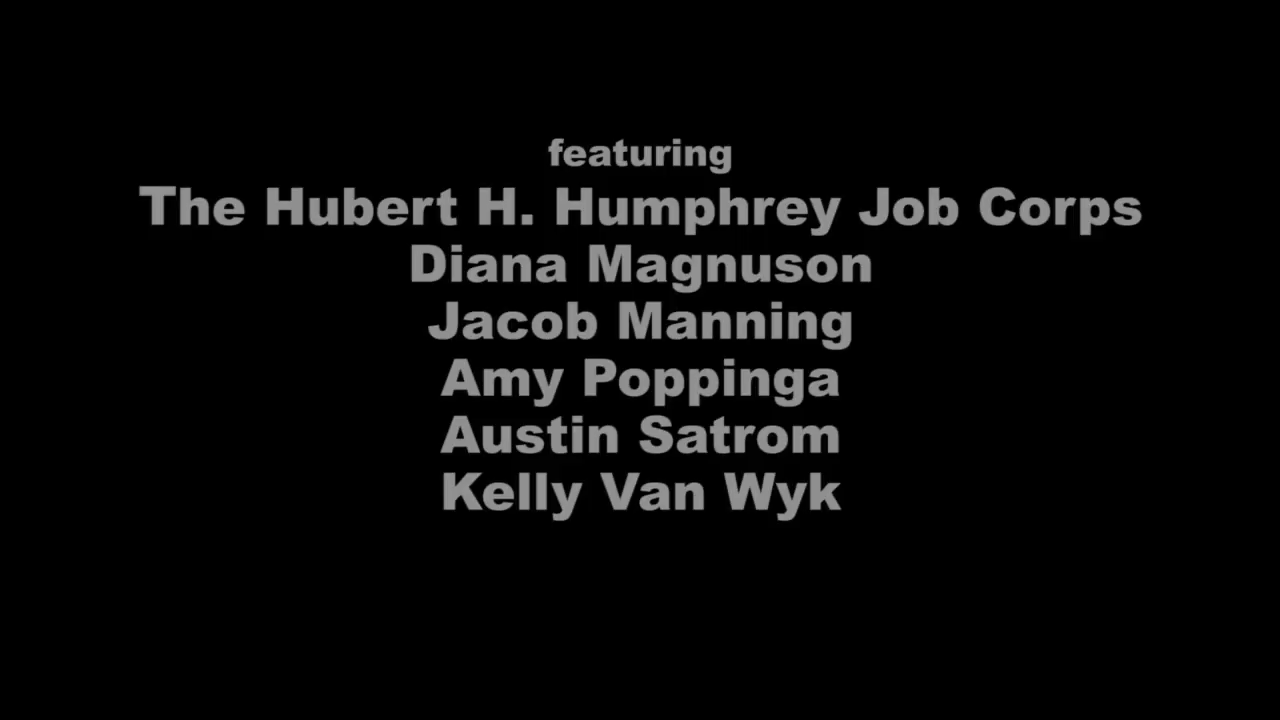 featuring
The Hubert H. Humphrey Job Corps
Diana Magnuson
Jacob Manning
Amy Poppinga
Austin Satrom
Kelly Van Wyk